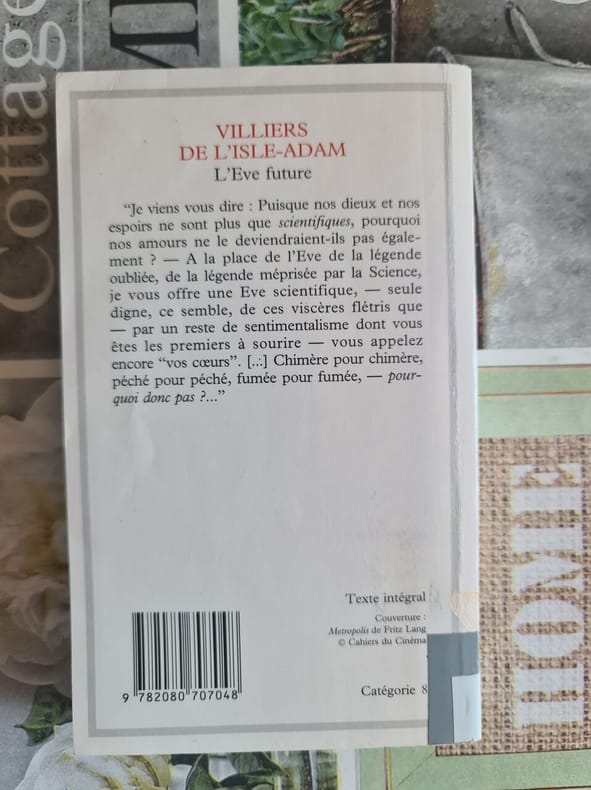 VILLIERS
DE L'ISLE-ADAM
L'Eve future
"Je viens vous dire : Puisque nos dieux et nos
espoirs ne sont plus que scientifiques, pourquoi
nos amours ne le deviendraient-ils pas égale-
ment ? — A la place de l'Eve de la légende
oubliée, de la légende méprisée par la Science,
je vous offre une Eve scientifique, — seule
digne, ce semble, de ces viscères flétris que
— par un reste de sentimentalisme dont vous
êtes les premiers à sourire — vous appelez
encore "vos cœurs". [...] Chimère pour chimère,
péché pour péché, fumée pour fumée, — pour-
quoi donc pas ?..."
Texte intégral
Couverture :
Metropolis de Fritz Lang
© Cahiers du Cinéma
Catégorie 8
9 782080 707048
Cottage
HOME